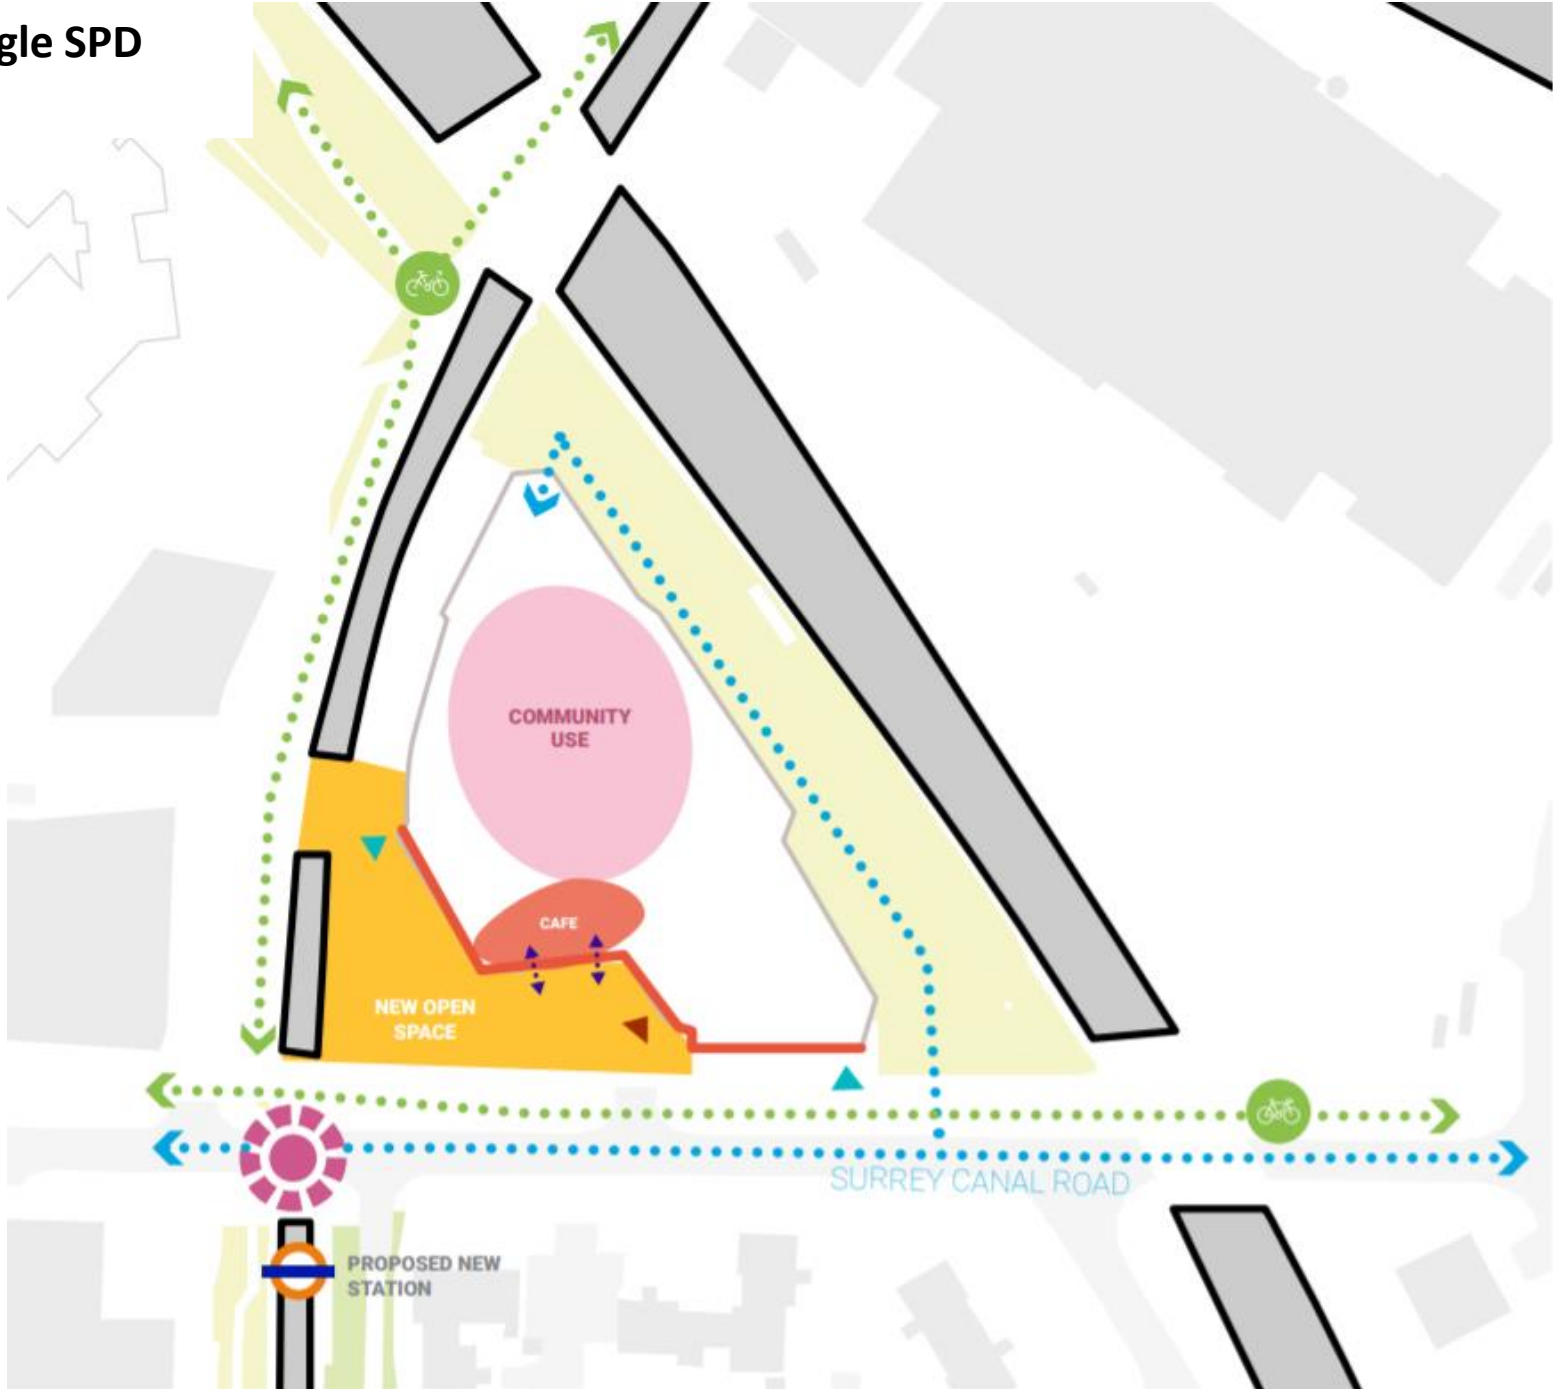 gle SPD
COMMUNITY
USE
CAFE
NEW OPEN
SPACE
SURREY CANAL ROAD
PROPOSED NEW
STATION